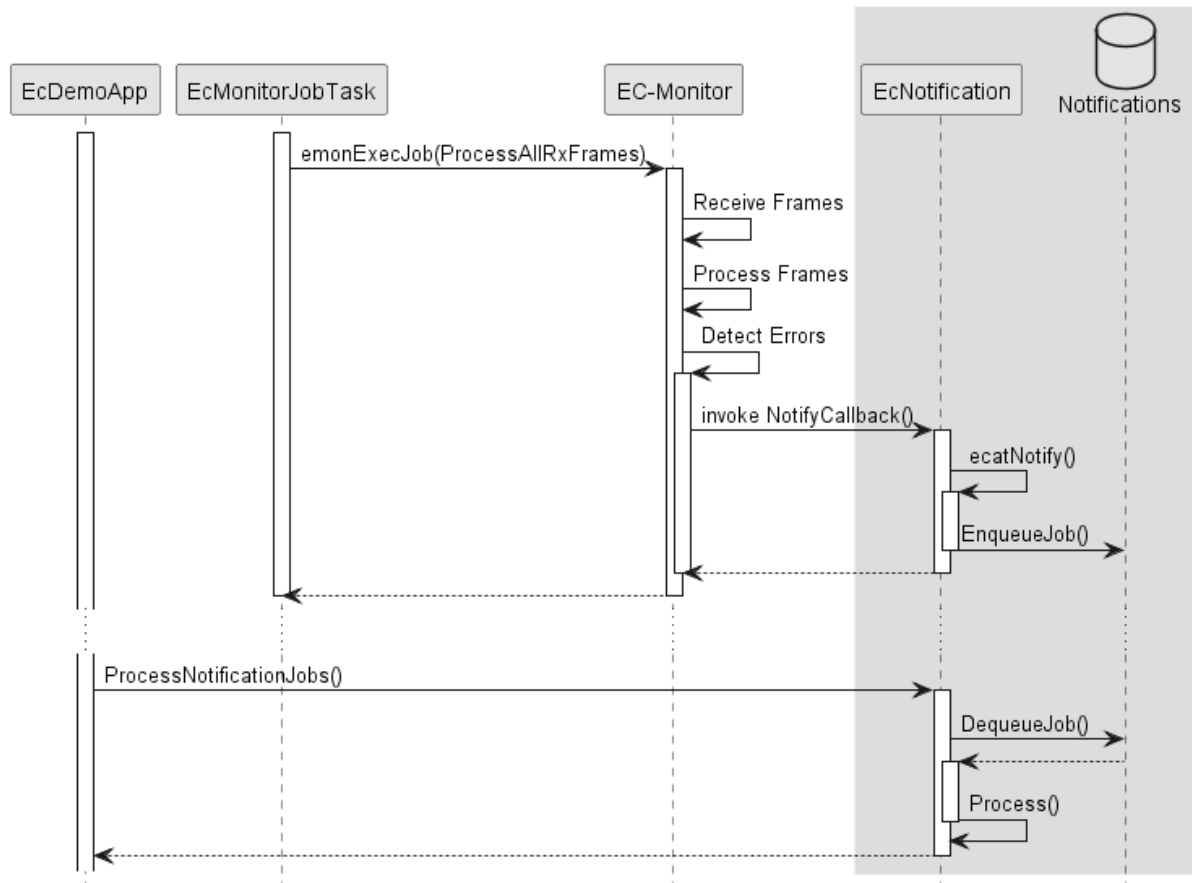 EcDemoApp
EcMonitorJobTask
EC-Monitor
EcNotification
Notifications
emonExecJob(ProcessAllRxFrames)
Receive Frames
Process Frames
Detect Errors
invoke NotifyCallback()
ecatNotify()
EnqueueJob()
ProcessNotificationJobs()
DequeueJob()
Process()